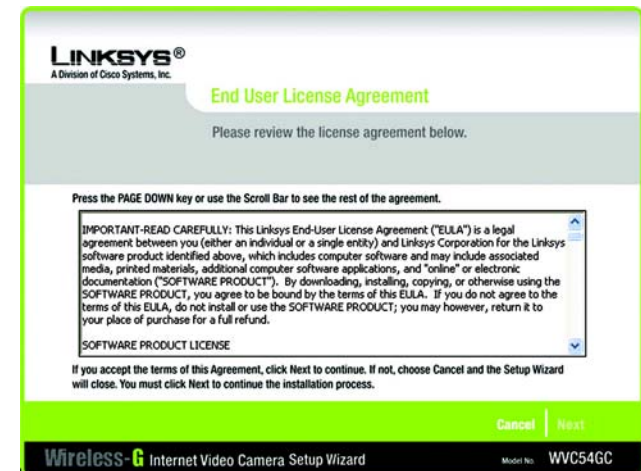 LINKSYS®
A Division of Cisco Systems, Inc.
End User License Agreement
Please review the license agreement below.
Press the PAGE DOWN key or use the Scroll Bar to see the rest of the agreement.
IMPORTANT-READ CAREFULLY: This Linksys End-User License Agreement ("EULA") is a legal
agreement between you (either an individual or a single entity) and Linksys Corporation for the Linksys
software product identified above, which includes computer software and may include associated
media, printed materials, additional computer software applications, and "online" or electronic
documentation ("SOFTWARE PRODUCT"). By downloading, installing, copying, or otherwise using the
SOFTWARE PRODUCT, you agree to be bound by the terms of this EULA. If you do not agree to the
terms of this EULA, do not install or use the SOFTWARE PRODUCT; you may however, return it to
your place of purchase for a full refund.
SOFTWARE PRODUCT LICENSE
If you accept the terms of this Agreement, click Next to continue. If not, choose Cancel and the Setup Wizard
will close. You must click Next to continue the installation process.
Cancel Next
Wireless-G Internet Video Camera Setup Wizard Model No. WVC54GC